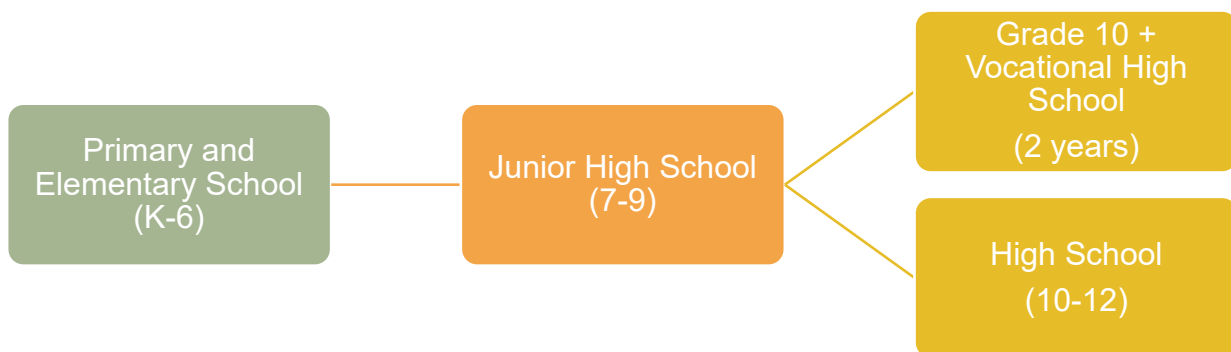 Primary and
Elementary School
(K-6)
Junior High School
(7-9)
Grade 10 +
Vocational High
School
(2 years)
High School
(10-12)